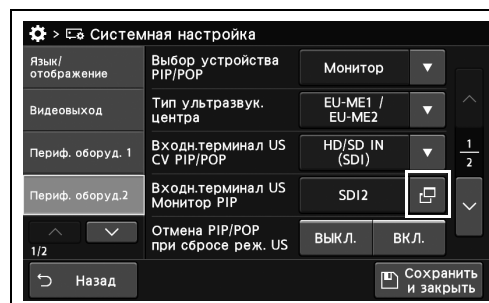 > Системная настройка
Язык/
отображение
Видеовыход
Периф. оборуд. 1
Периф. оборуд.2
1/2
Выбор устройства
PIP/POP
Монитор
Тип ультразвук.
центра
EU-ME1 /
EU-ME2
Входн.терминал US
CV PIP/POP
HD/SD IN
(SDI)
Входн.терминал US
Монитор PIP
SDI2
Отмена PIP/POP
при сбросе реж. US
ВЫКЛ. ВКЛ.
1
2
Назад
Сохранить
и закрыть